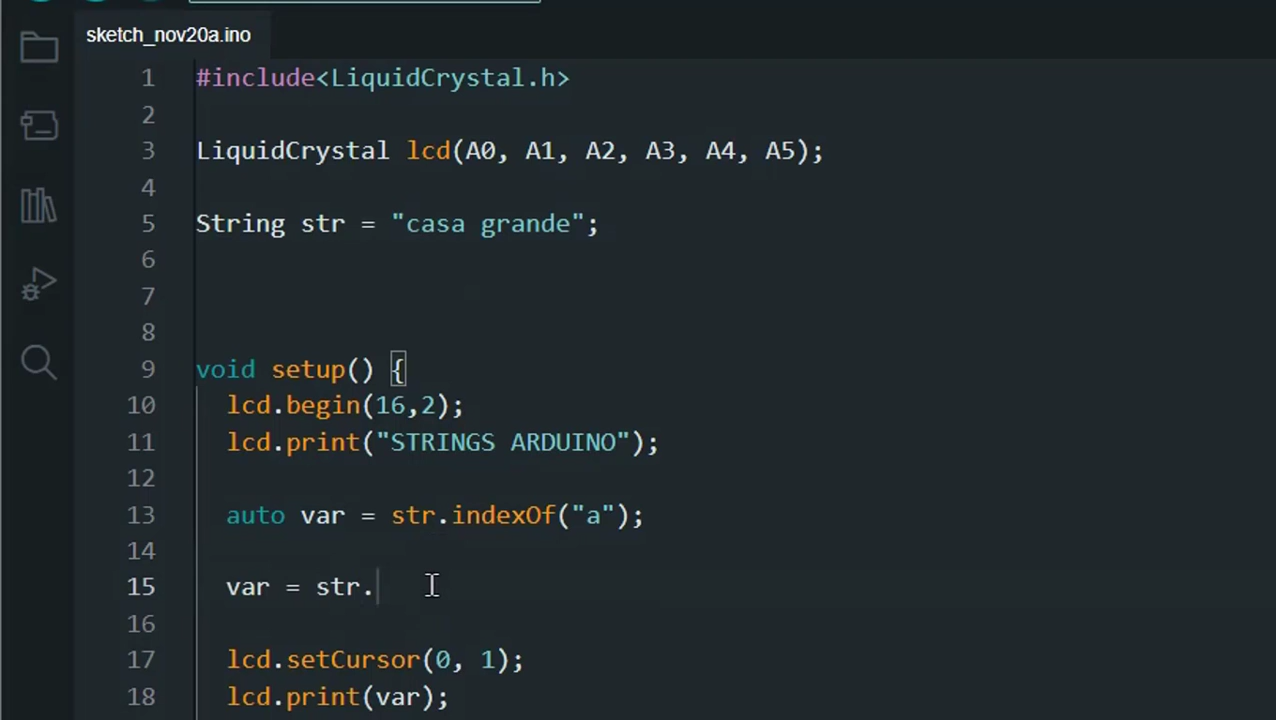 sketch_nov20a.ino
1 #include<LiquidCrystal.h>
2
3 LiquidCrystal lcd(A0, A1, A2, A3, A4, A5);
4
5 String str = "casa grande";
6
7
8
9 void setup() {
10 lcd.begin(16,2);
11 lcd.print("STRINGS ARDUINO");
12
13 auto var = str.indexOf("a");
14
15 var = str.
16
17 lcd.setCursor(0, 1);
18 lcd.print(var);